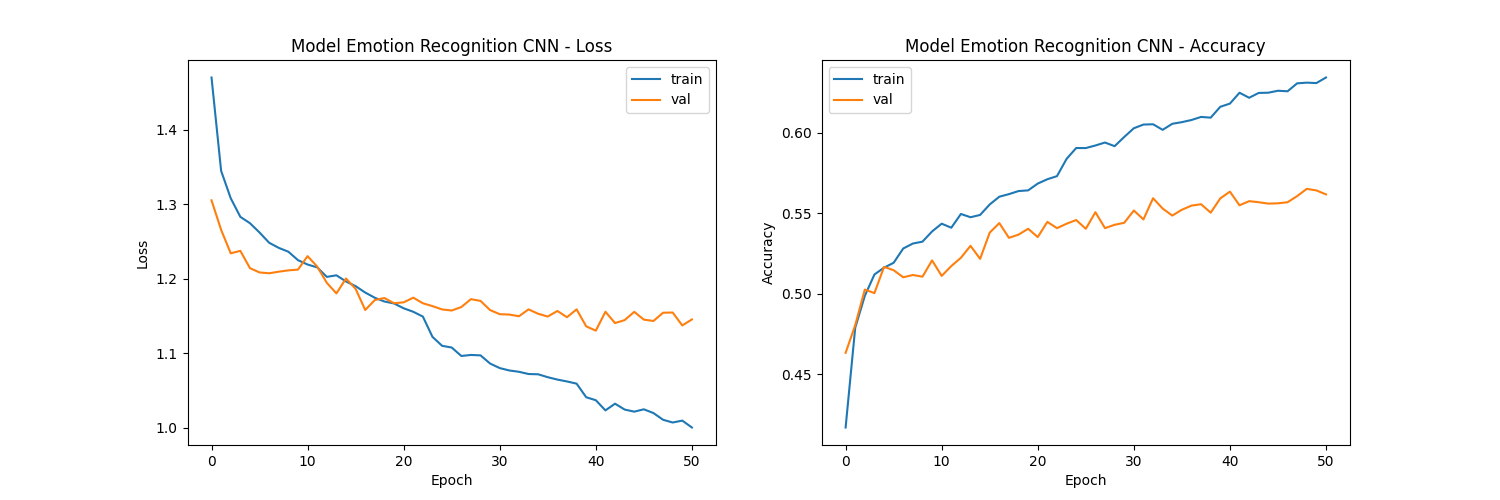 Model Emotion Recognition CNN - Loss
train
val
1.4
1.3
1.2
1.1
1.0
Loss
0 10 20 30 40 50
Epoch
Model Emotion Recognition CNN - Accuracy
train
val
0.60
0.55
0.50
0.45
Accuracy
0 10 20 30 40 50
Epoch